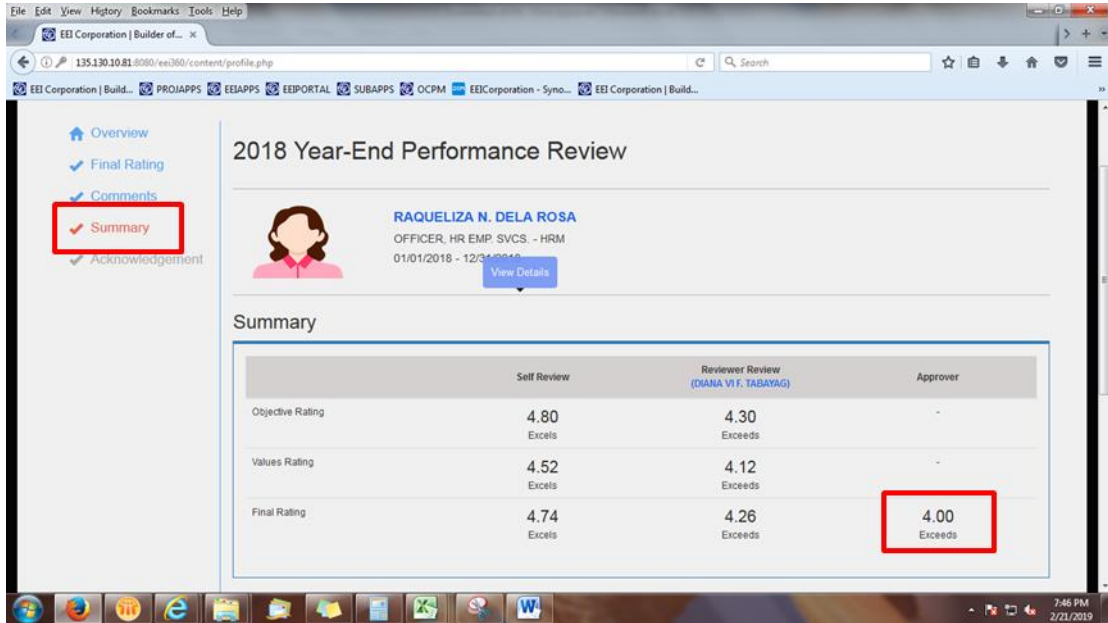 File Edit View History Bookmarks Tools Help
EEI Corporation | Builder of...
135.130.10.81:8080/eei360/content/profile.php
Search
EEI Corporation | Build... PROJAPPS EEIAPPS EEIPORTAL SUBAPPS OCPM EEICorporation - Syno... EEI Corporation | Build...
Overview
Final Rating
Comments
Summary
Acknowledgement
2018 Year-End Performance Review
RAQUELIZA N. DELA ROSA
OFFICER, HR EMP. SVCS. - HRM
01/01/2018 - 12/31/2018
View Details
Summary
Self Review Reviewer Review Approver
(DIANA VI F. TABAYAG)
Objective Rating 4.80 4.30 -
Excels Exceeds
Values Rating 4.52 4.12 -
Excels Exceeds
Final Rating 4.74 4.26 4.00
Excels Exceeds Exceeds
7:46 PM
2/21/2019